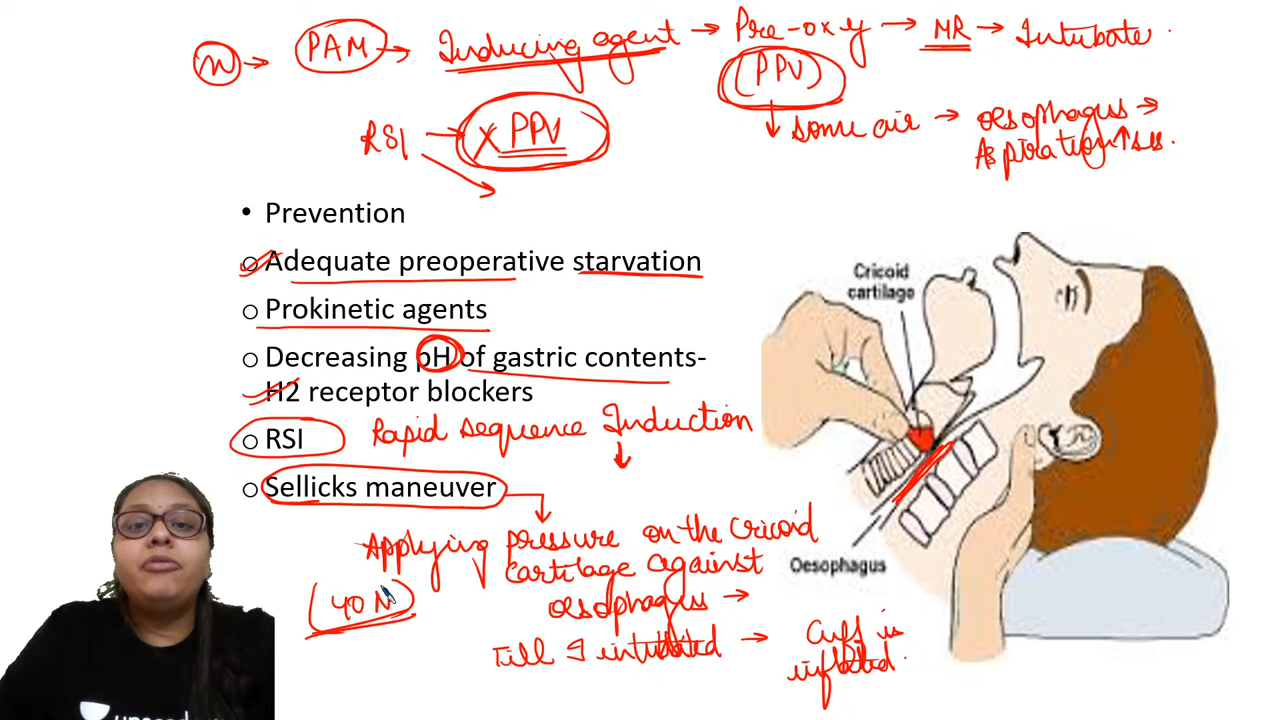 (n) → PAM → Inducing agent → Pre-oxy → MR → Intubate.
(PPV)
RSI → X PPV
↓ some air → oesophagus →
Aspiration↑ses.
• Prevention
o Adequate preoperative starvation
o Prokinetic agents
o Decreasing pH of gastric contents-
H2 receptor blockers
o RSI Rapid sequence Induction
o Sellicks maneuver
Applying pressure on the cricoid
cartilage against
oesophagus →
(40 N)
Till I intubated → Cuff is
inflated.
Cricoid
cartilage
Oesophagus